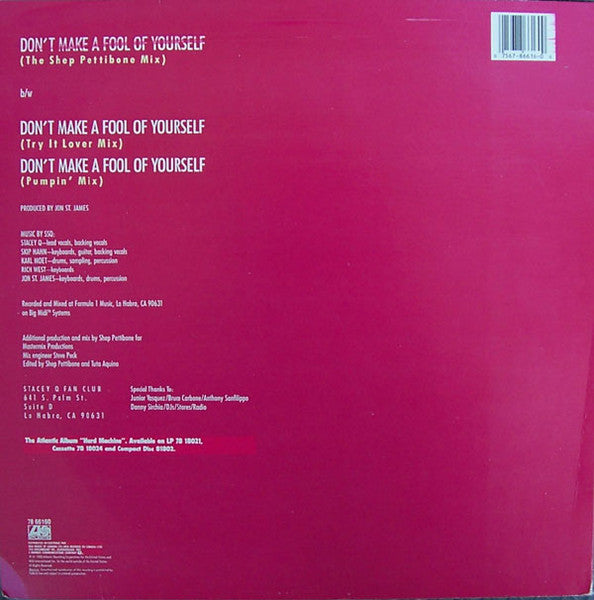 DON'T MAKE A FOOL OF YOURSELF
(The Shep Pettibone Mix)
b/w
DON'T MAKE A FOOL OF YOURSELF
(Try It Lover Mix)
DON'T MAKE A FOOL OF YOURSELF
(Pumpin' Mix)
PRODUCED BY JON ST. JAMES
MUSIC BY SSQ:
STACEY Q—lead vocals, backing vocals
SKIP HAHN—keyboards, guitar, backing vocals
KARL MOET—drums, sampling, percussion
RICH WEST—keyboards
JON ST. JAMES—keyboards, drums, percussion
Recorded and Mixed at Formula 1 Music, La Habra, CA 90631
on Big Midi™ Systems
Additional production and mix by Shep Pettibone for
Mastermix Productions
Mix engineer Steve Peck
Edited by Shep Pettibone and Tuta Aquino
STACEY Q FAN CLUB
641 S. Palm St.
Suite D
La Habra, CA 90631
Special Thanks To:
Junior Vasquez/Bruce Carbone/Anthony Sanfilippo
Danny Sirchia/DJs/Stores/Radio
The Atlantic Album "Hard Machine". Available on LP 78 18021,
Cassette 78 18024 and Compact Disc 81802.
78 66160
All Rights Reserved.